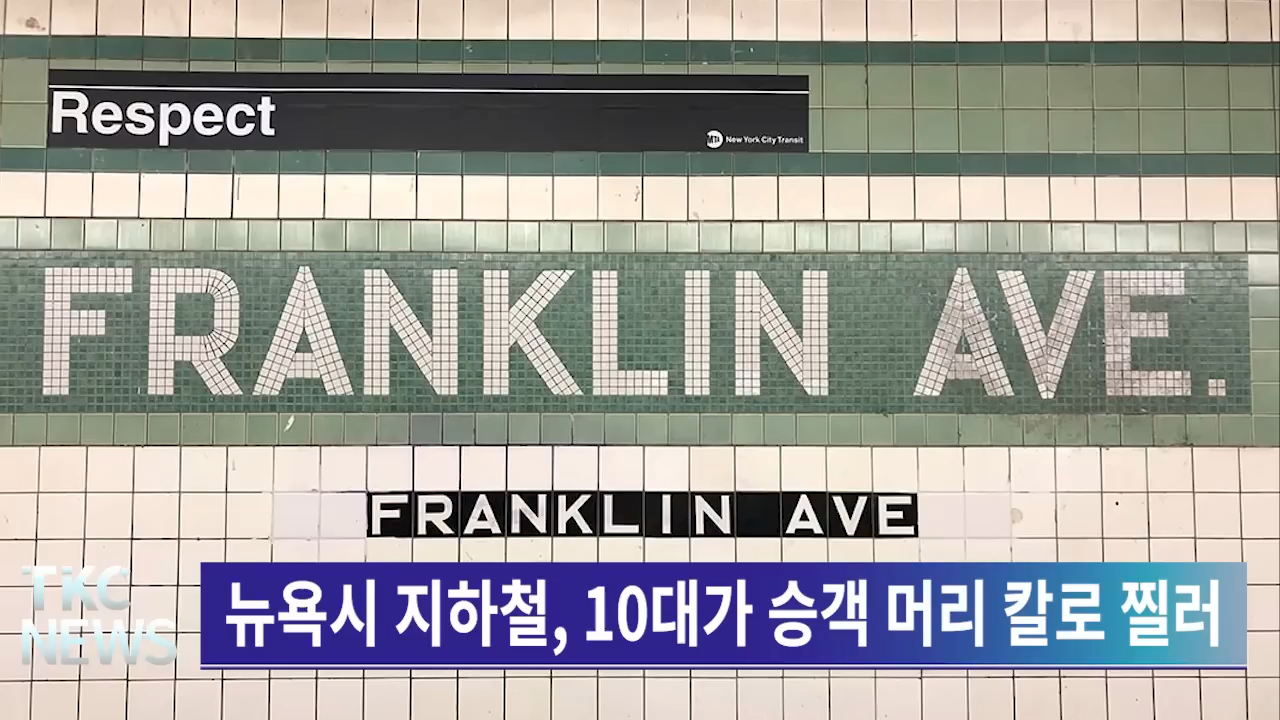 Respect
MTA New York City Transit
FRANKLIN AVE.
FRANKLIN AVE
TKC
NEWS
뉴욕시 지하철, 10대가 승객 머리 칼로 찔러